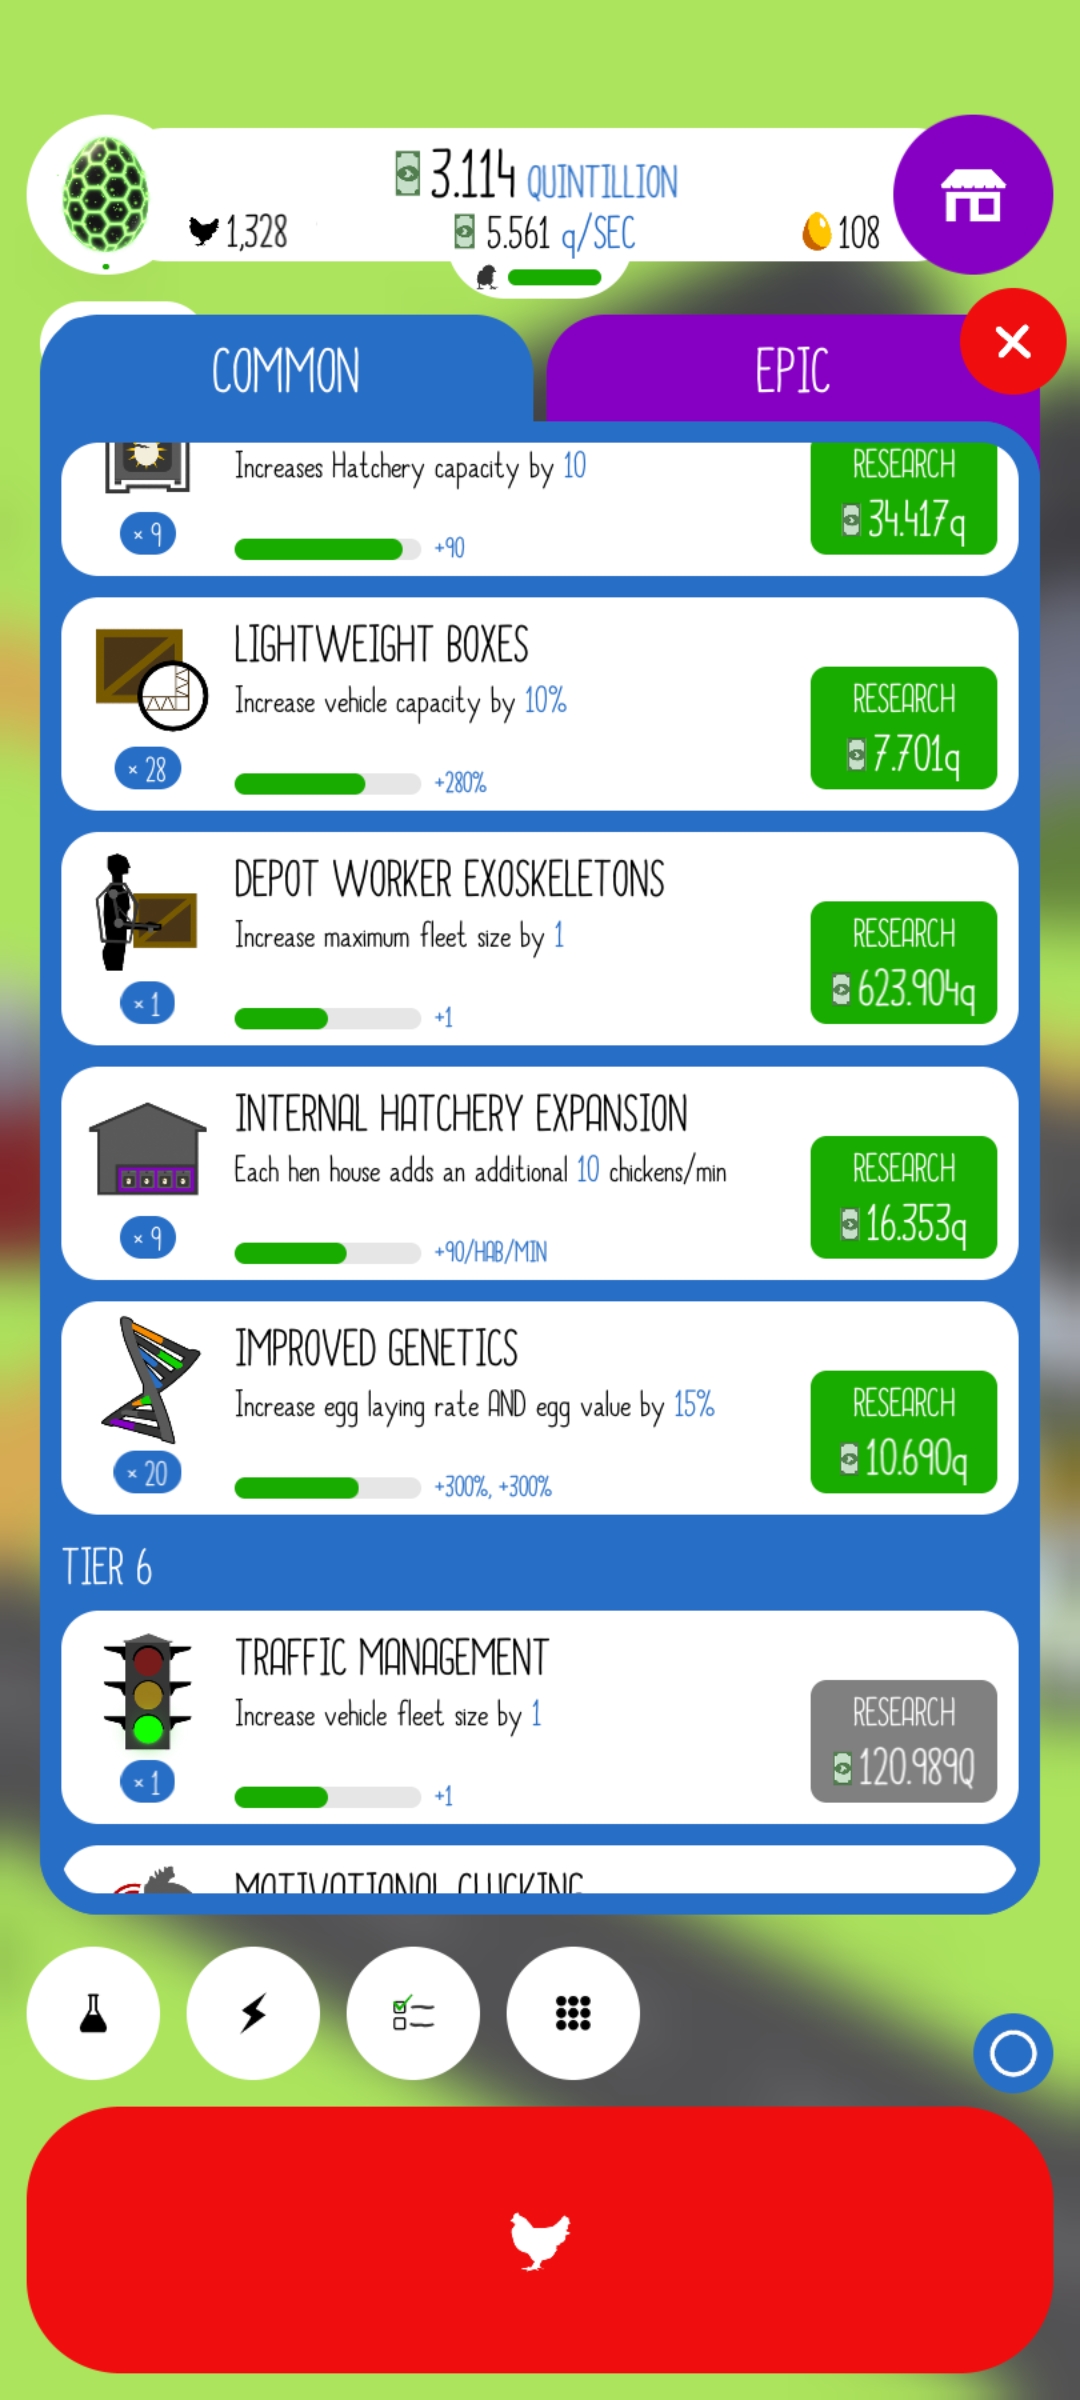 3.114 QUINTILLION
1,328
5.561 q/SEC
108
COMMON
EPIC
Increases Hatchery capacity by 10
RESEARCH
34.417q
× 9
+90
LIGHTWEIGHT BOXES
Increase vehicle capacity by 10%
RESEARCH
7.701q
× 28
+280%
DEPOT WORKER EXOSKELETONS
Increase maximum fleet size by 1
RESEARCH
623.904q
× 1
+1
INTERNAL HATCHERY EXPANSION
Each hen house adds an additional 10 chickens/min
RESEARCH
16.353q
× 9
+90/HAB/MIN
IMPROVED GENETICS
Increase egg laying rate AND egg value by 15%
RESEARCH
10.690q
× 20
+300%, +300%
TIER 6
TRAFFIC MANAGEMENT
Increase vehicle fleet size by 1
RESEARCH
120.989Q
× 1
+1
MOTIVATIONAL CLUCKING